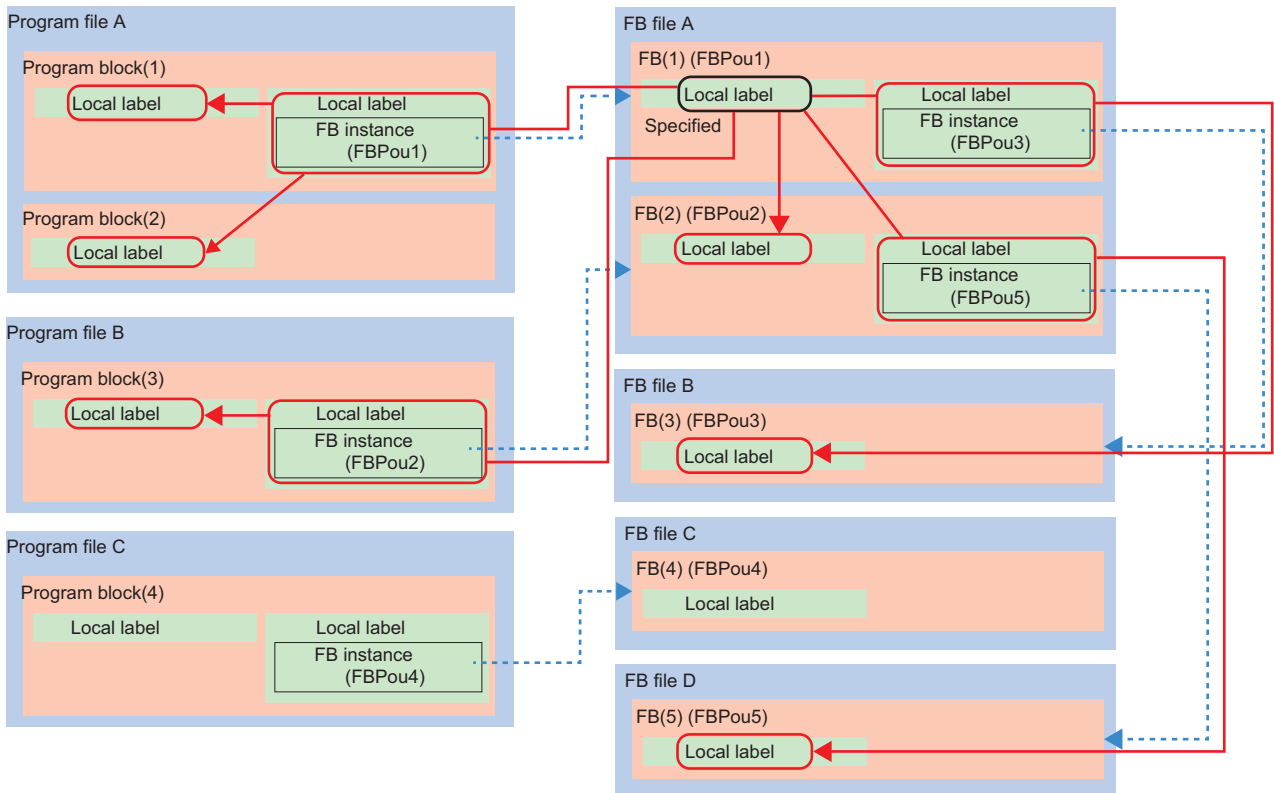 Program file A
Program block(1)
Local label
Local label
FB instance
(FBPou1)
Program block(2)
Local label
Program file B
Program block(3)
Local label
Local label
FB instance
(FBPou2)
Program file C
Program block(4)
Local label
Local label
FB instance
(FBPou4)
FB file A
FB(1) (FBPou1)
Local label
Specified
Local label
FB instance
(FBPou3)
FB(2) (FBPou2)
Local label
Local label
FB instance
(FBPou5)
FB file B
FB(3) (FBPou3)
Local label
FB file C
FB(4) (FBPou4)
Local label
FB file D
FB(5) (FBPou5)
Local label